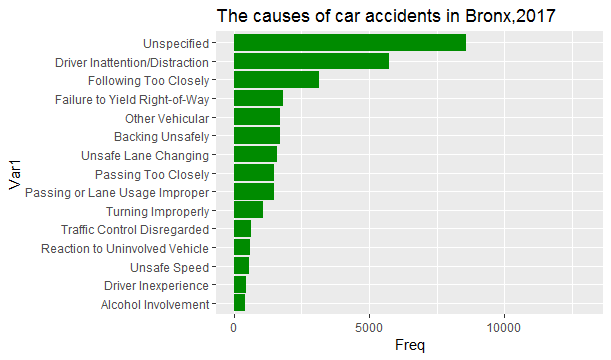 The causes of car accidents in Bronx,2017
Unspecified
Driver Inattention/Distraction
Following Too Closely
Failure to Yield Right-of-Way
Other Vehicular
Backing Unsafely
Unsafe Lane Changing
Passing Too Closely
Passing or Lane Usage Improper
Turning Improperly
Traffic Control Disregarded
Reaction to Uninvolved Vehicle
Unsafe Speed
Driver Inexperience
Alcohol Involvement
Var1
0 5000 10000
Freq